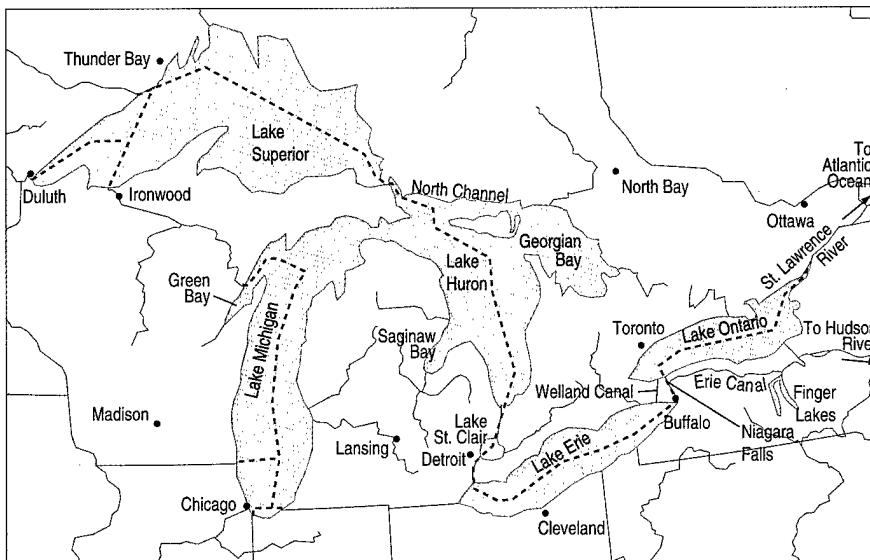 Thunder Bay
Lake
Superior
Duluth
Ironwood
North Channel
North Bay
To
Atlantic
Ocean
Ottawa
St. Lawrence
River
Georgian
Bay
Lake
Huron
Green
Bay
Lake Michigan
Saginaw
Bay
Toronto
Lake Ontario
To Hudson
River
Welland Canal
Erie Canal
Finger
Lakes
Madison
Lansing
Lake
St. Clair
Detroit
Lake Erie
Buffalo
Niagara
Falls
Chicago
Cleveland